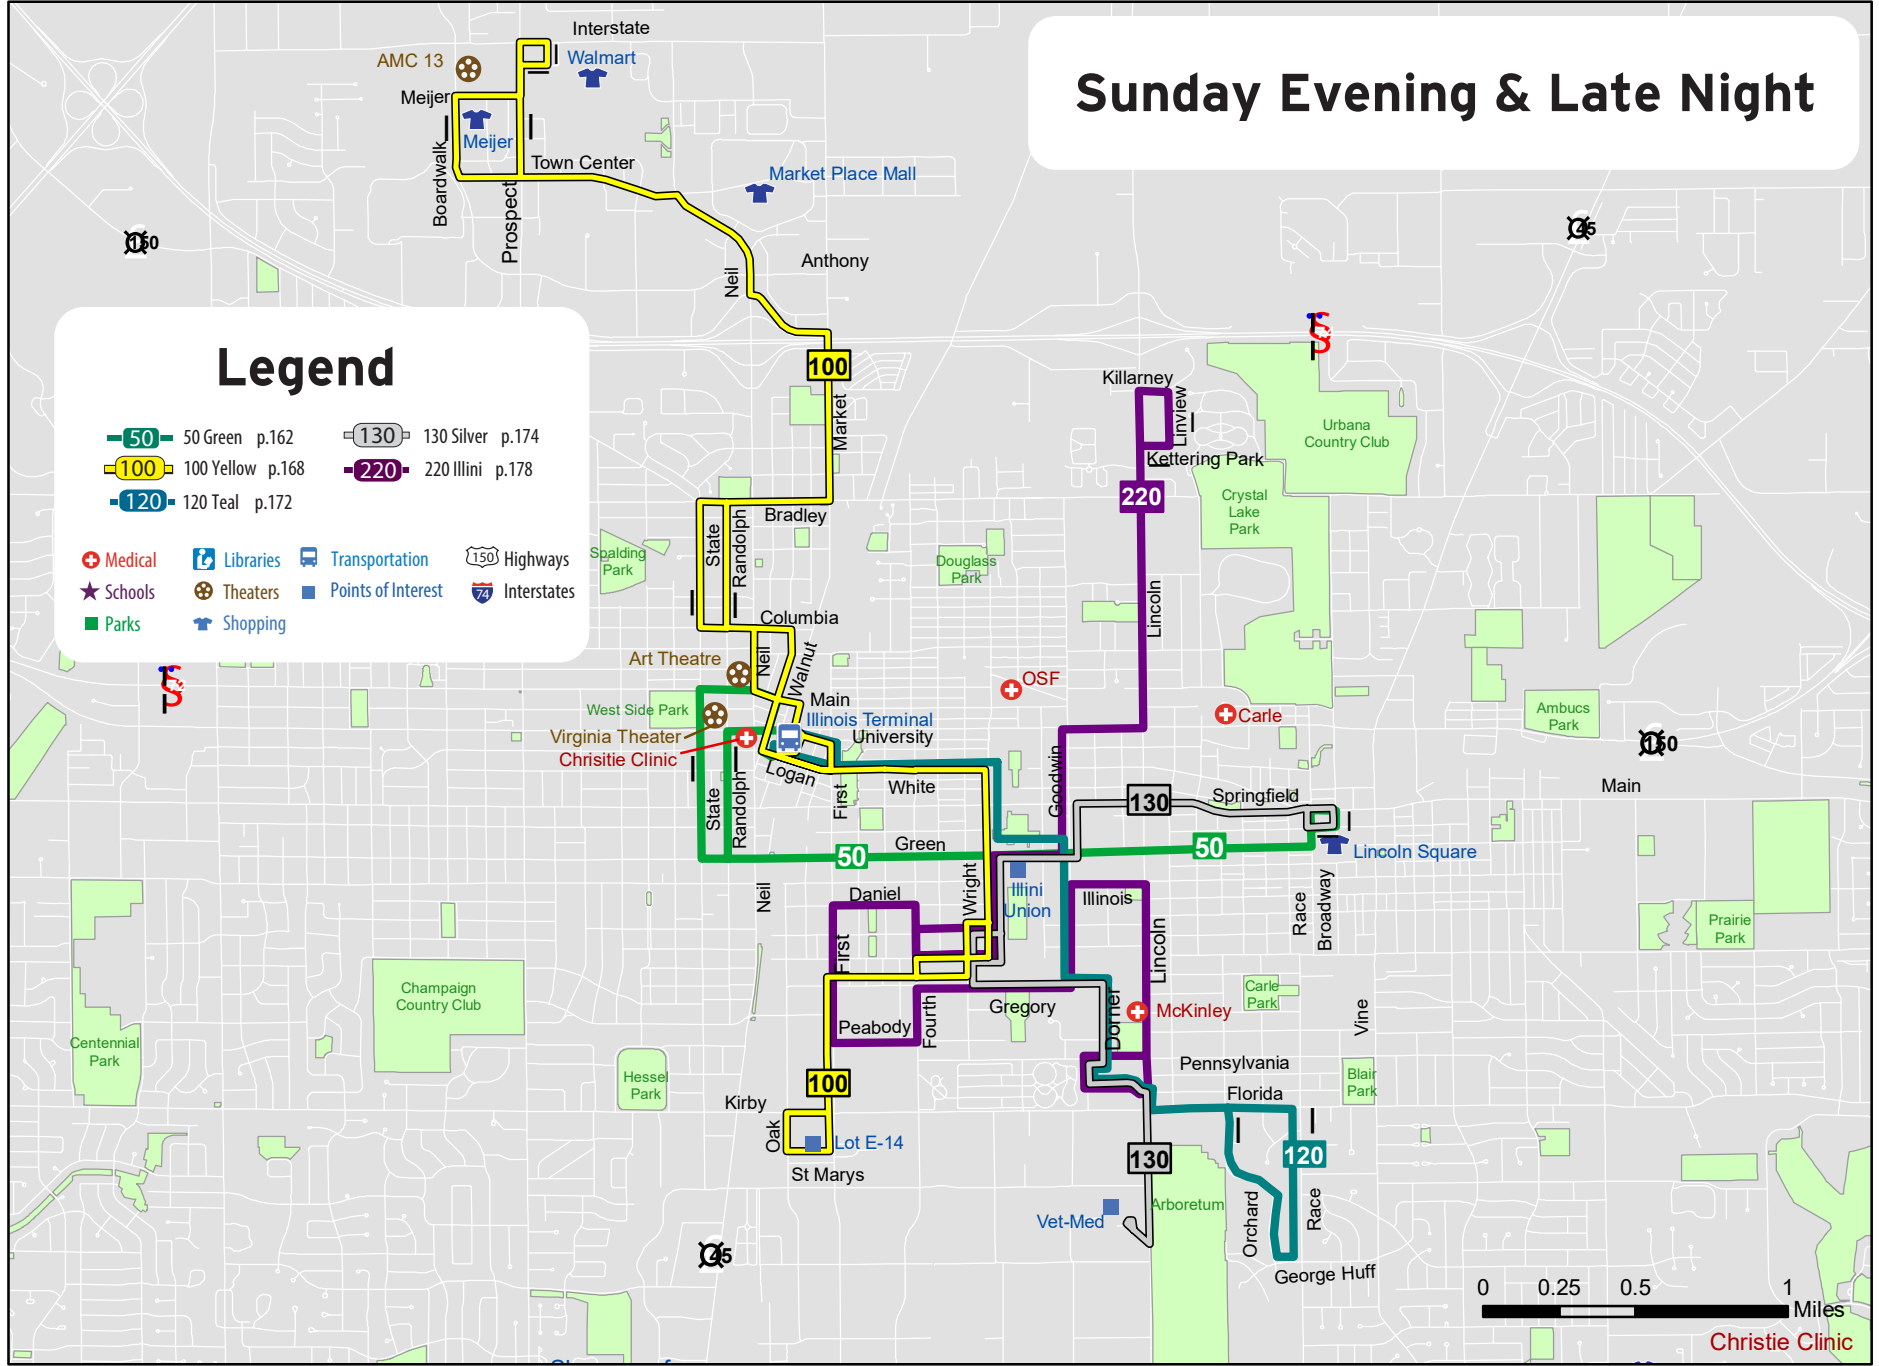 Sunday Evening & Late Night
Interstate
AMC 13
Walmart
Meijer
Meijer
Boardwalk
Prospect
Town Center
Market Place Mall
150
45
Neil
Anthony
Legend
50 50 Green p.162
100 100 Yellow p.168
120 120 Teal p.172
130 130 Silver p.174
220 220 Illini p.178
Medical
Libraries
Transportation
150 Highways
Schools
Theaters
Points of Interest
74 Interstates
Parks
Shopping
100
Market
Killarney
Linview
Kettering Park
Urbana
Country Club
220
Crystal
Lake
Park
Bradley
State
Randolph
Spalding
Park
Douglass
Park
Lincoln
Columbia
Neil
Walnut
Art Theatre
OSF
Main
West Side Park
Illinois Terminal
University
Virginia Theater
Chrisitie Clinic
Carle
Ambucs
Park
150
Logan
White
First
State
Randolph
Goodwin
130
Springfield
Main
Green
50
50
Lincoln Square
Neil
Daniel
Wright
Illini
Union
Illinois
Race
Broadway
Prairie
Park
First
Lincoln
Champaign
Country Club
Gregory
Carle
Park
Dorner
McKinley
Fourth
Peabody
Vine
Centennial
Park
Pennsylvania
Hessel
Park
100
Blair
Park
Florida
Kirby
Oak
Lot E-14
St Marys
130
120
Arboretum
Vet-Med
Orchard
Race
45
George Huff
0 0.25 0.5 1
Miles
Christie Clinic